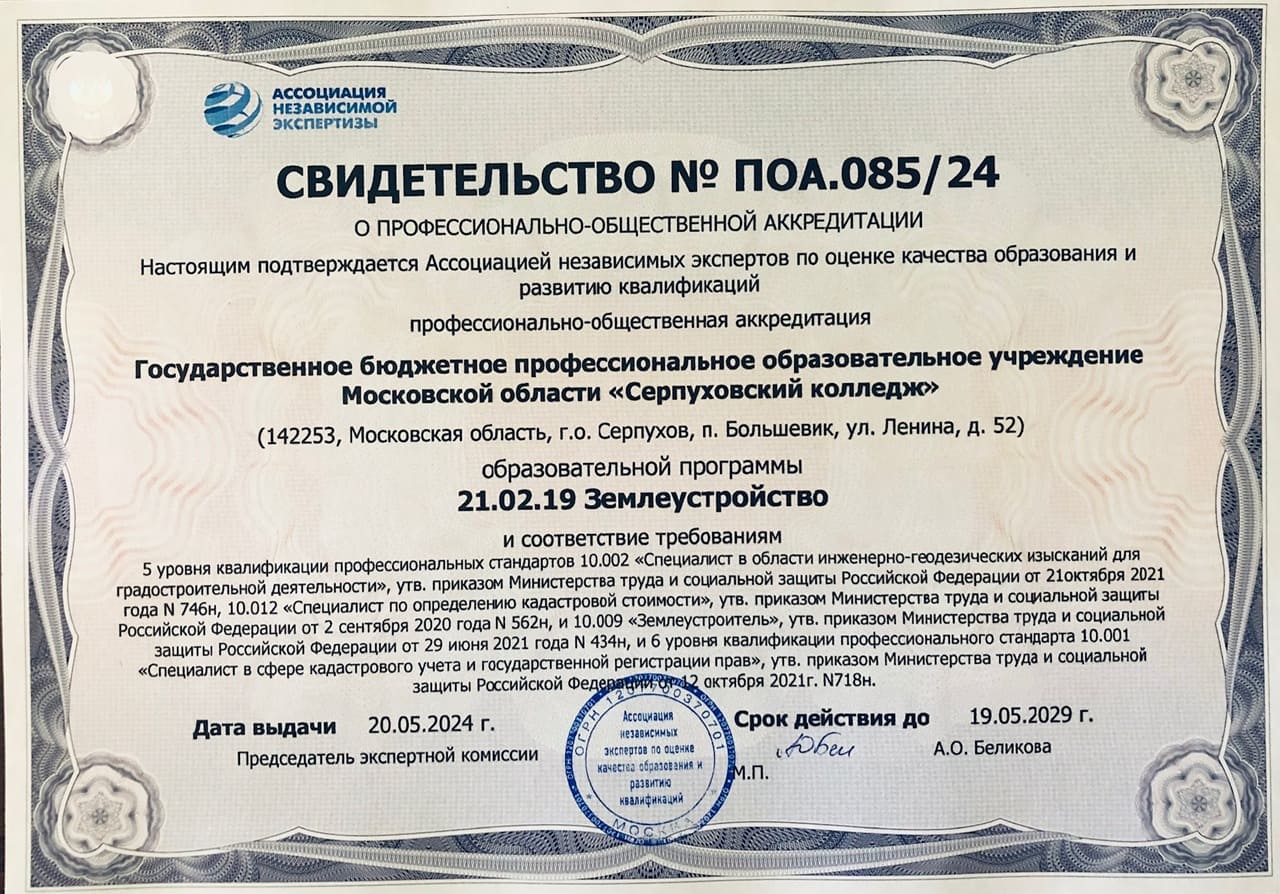 АССОЦИАЦИЯ
НЕЗАВИСИМОЙ
ЭКСПЕРТИЗЫ
СВИДЕТЕЛЬСТВО № ПОА.085/24
О ПРОФЕССИОНАЛЬНО-ОБЩЕСТВЕННОЙ АККРЕДИТАЦИИ
Настоящим подтверждается Ассоциацией независимых экспертов по оценке качества образования и
развитию квалификаций
профессионально-общественная аккредитация
Государственное бюджетное профессиональное образовательное учреждение
Московской области «Серпуховский колледж»
(142253, Московская область, г.о. Серпухов, п. Большевик, ул. Ленина, д. 52)
образовательной программы
21.02.19 Землеустройство
и соответствие требованиям
5 уровня квалификации профессиональных стандартов 10.002 «Специалист в области инженерно-геодезических изысканий для
градостроительной деятельности», утв. приказом Министерства труда и социальной защиты Российской Федерации от 21октября 2021
года N 746н, 10.012 «Специалист по определению кадастровой стоимости», утв. приказом Министерства труда и социальной защиты
Российской Федерации от 2 сентября 2020 года N 562н, и 10.009 «Землеустроитель», утв. приказом Министерства труда и социальной
защиты Российской Федерации от 29 июня 2021 года N 434н, и 6 уровня квалификации профессионального стандарта 10.001
«Специалист в сфере кадастрового учета и государственной регистрации прав», утв. приказом Министерства труда и социальной
защиты Российской Федерации от 12 октября 2021г. N718н.
Дата выдачи 20.05.2024 г. Срок действия до 19.05.2029 г.
Председатель экспертной комиссии А.О. Беликова
М.П.
ОГРН 1207700370701
Ассоциация
независимых
экспертов по оценке
качества образования и
развитию
квалификаций
* МОСКВА *